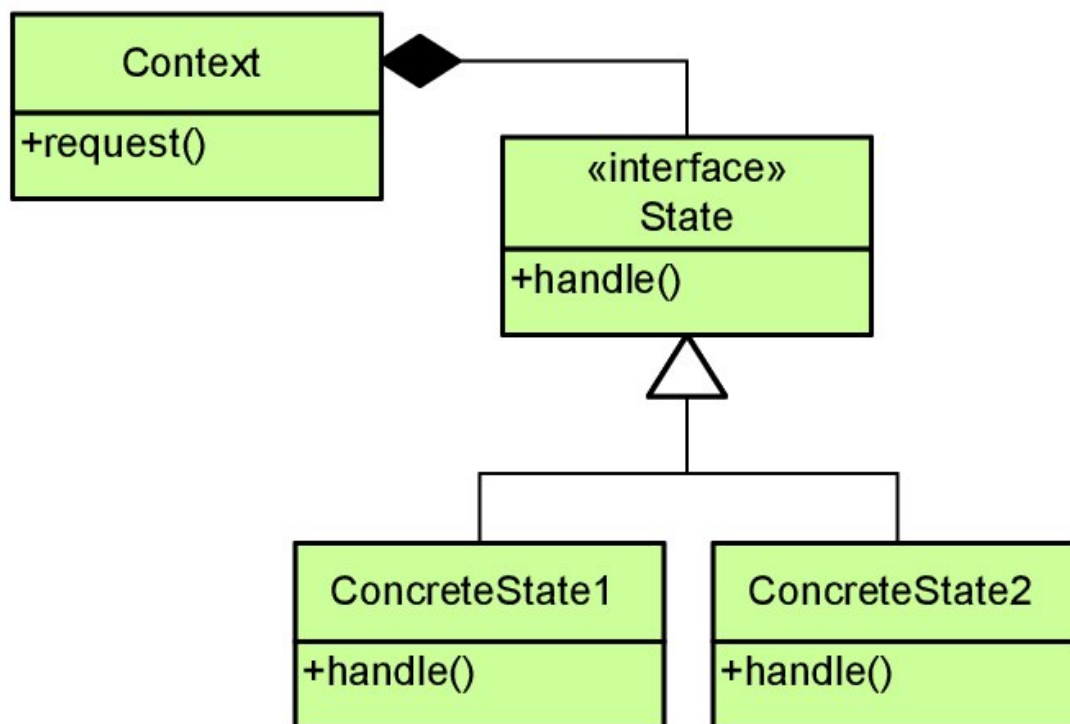 Context
+request()
«interface»
State
+handle()
ConcreteState1
+handle()
ConcreteState2
+handle()